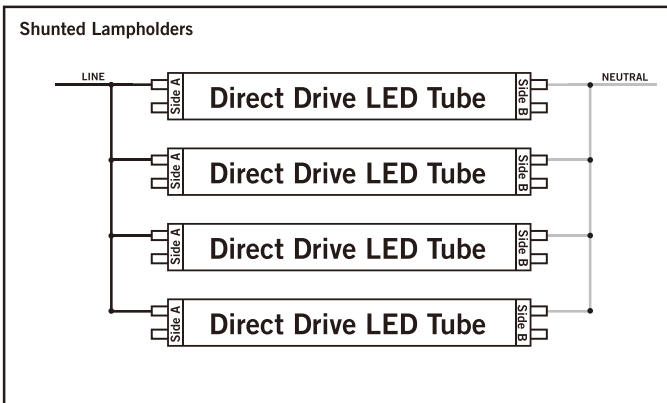 Shunted Lampholders
LINE
NEUTRAL
Side A
Direct Drive LED Tube
Side B
Side A
Direct Drive LED Tube
Side B
Side A
Direct Drive LED Tube
Side B
Side A
Direct Drive LED Tube
Side B